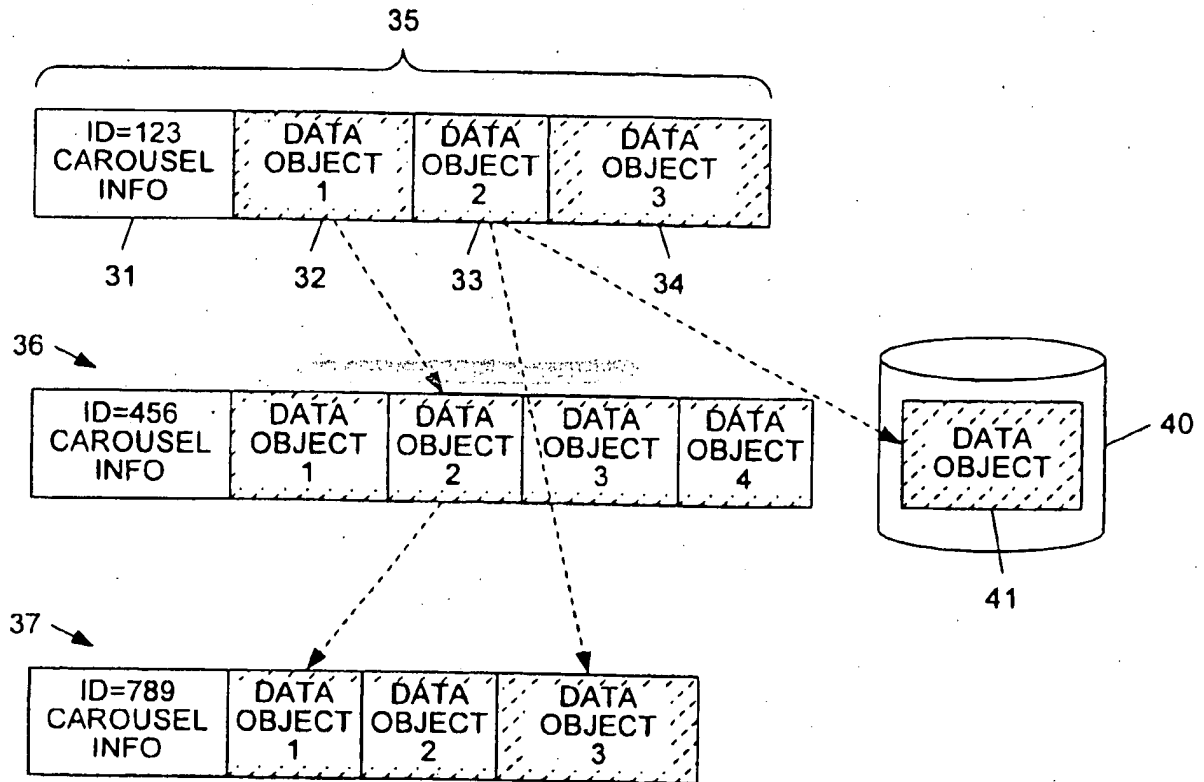 35
ID=123
CAROUSEL
INFO
DATA
OBJECT
1
DATA
OBJECT
2
DATA
OBJECT
3
31
32
33
34
36
ID=456
CAROUSEL
INFO
DATA
OBJECT
1
DATA
OBJECT
2
DATA
OBJECT
3
DATA
OBJECT
4
DATA
OBJECT
40
41
37
ID=789
CAROUSEL
INFO
DATA
OBJECT
1
DATA
OBJECT
2
DATA
OBJECT
3